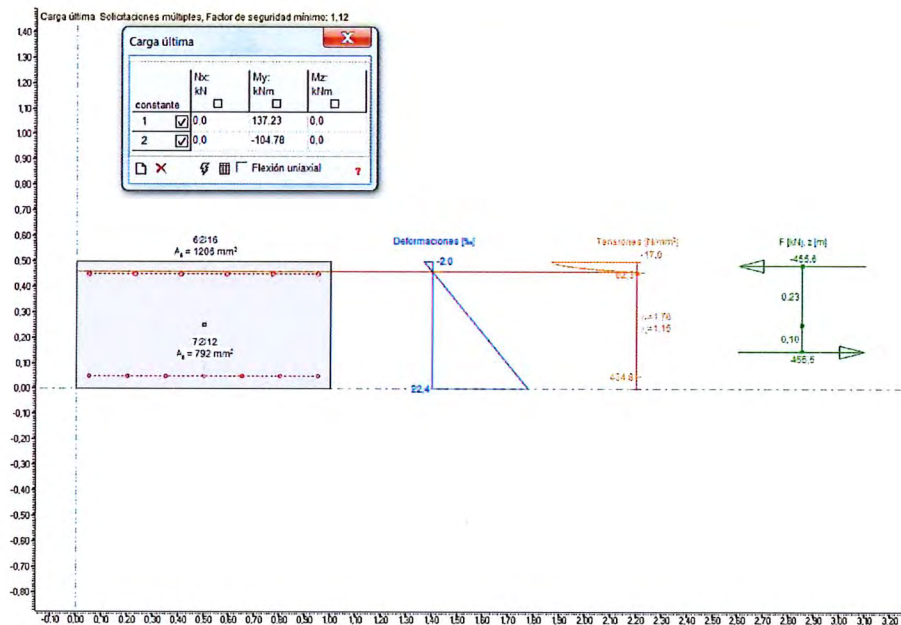 Carga última Solicitaciones múltiples, Factor de seguridad mínimo: 1,12
Carga última
Nx: My: Mz:
kN kNm kNm
constante
1 0,0 137.23 0,0
2 0,0 -104.78 0,0
Flexión uniaxial ?
6Ø16
Aₛ = 1206 mm²
7Ø12
Aₛ = 792 mm²
Deformaciones [‰]
-2,0
22,4
Tensiones [N/mm²]
-17,0
=1,15
434,8
F [kN], z [m]
-455,6
0,23
0,10
455,5
1,40
1,30
1,20
1,10
1,00
0,90
0,80
0,70
0,60
0,50
0,40
0,30
0,20
0,10
0,00
-0,10
-0,20
-0,30
-0,40
-0,50
-0,60
-0,70
-0,80
-0,10 0,00 0,10 0,20 0,30 0,40 0,50 0,60 0,70 0,80 0,90 1,00 1,10 1,20 1,30 1,40 1,50 1,60 1,70 1,80 1,90 2,00 2,10 2,20 2,30 2,40 2,50 2,60 2,70 2,80 2,90 3,00 3,10 3,20